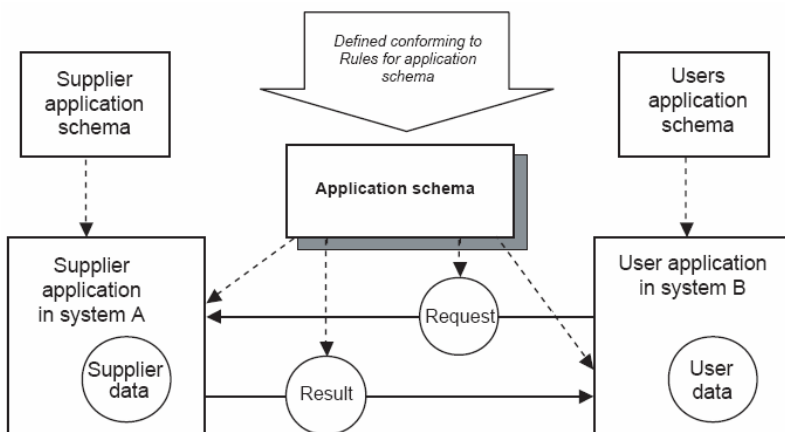 Defined conforming to
Rules for application
schema
Supplier
application
schema
Users
application
schema
Application schema
Supplier
application
in system A
User application
in system B
Request
Supplier
data
Result
User
data